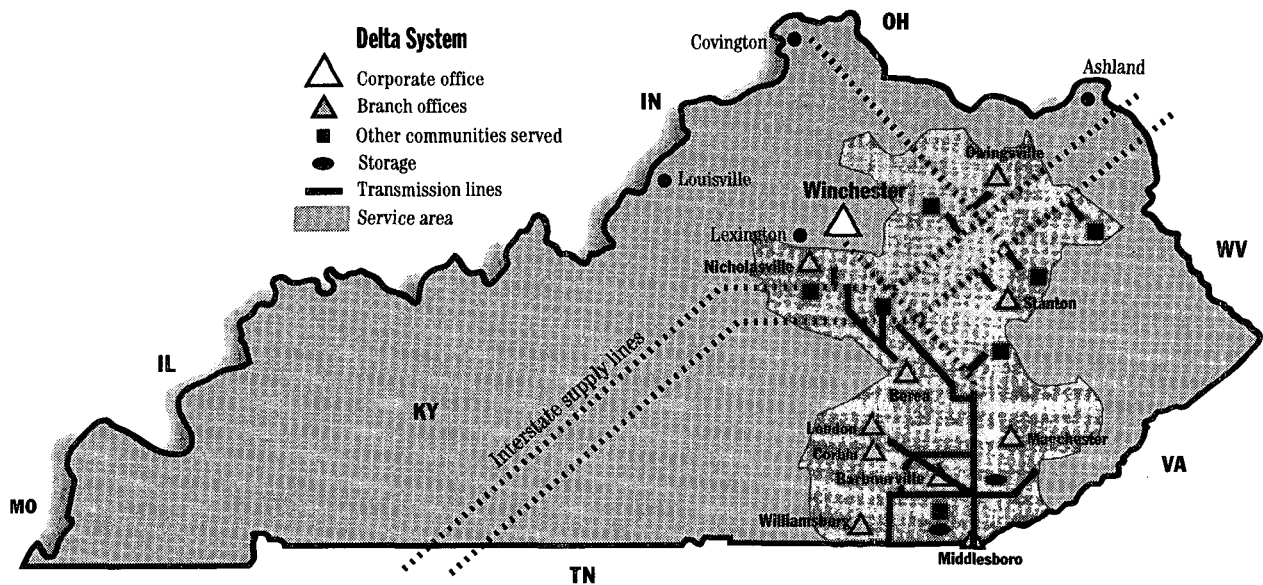 OH
Delta System
Covington
Corporate office
Ashland
Branch offices
IN
Other communities served
Owingsville
Storage
Louisville
Transmission lines
Winchester
Service area
Lexington
WV
Nicholasville
Stanton
Interstate supply lines
IL
Berea
KY
London
Manchester
Corbin
VA
Barbourville
MO
Williamsburg
Middlesboro
TN